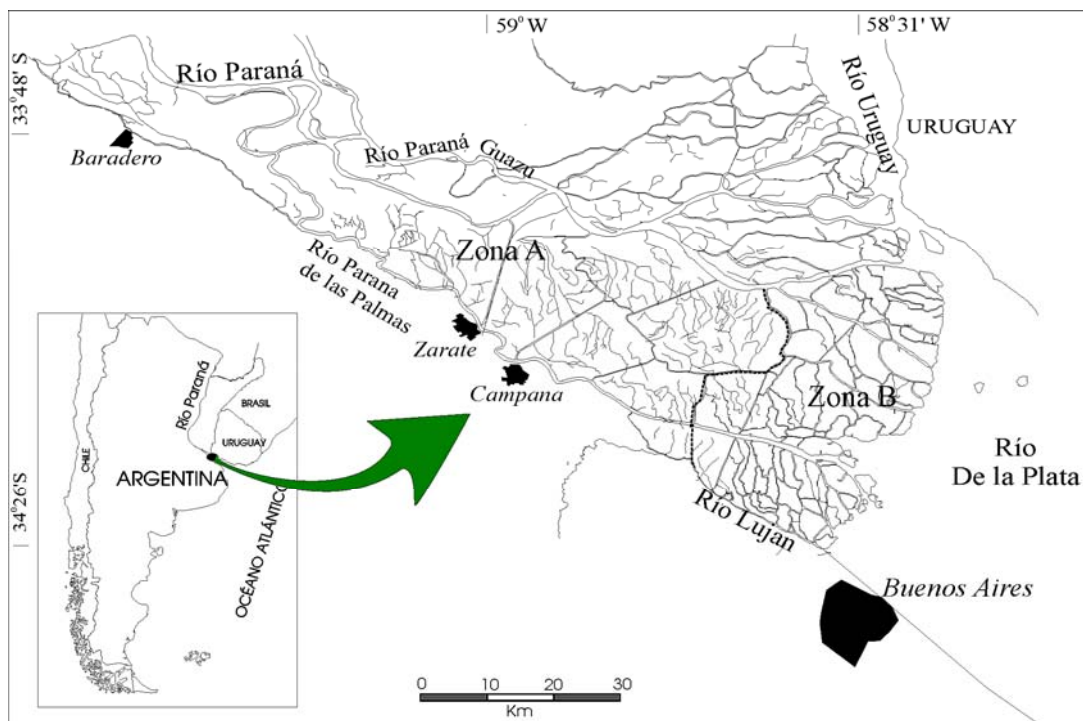 59° W
58°31' W
33°48' S
34°26' S
Río Paraná
Baradero
Río Paraná Guazu
Río Uruguay
URUGUAY
Río Parana
de las Palmas
Zona A
Zarate
Campana
Zona B
Río
De la Plata
Río Lujan
Buenos Aires
Río Paraná
BRASIL
URUGUAY
CHILE
ARGENTINA
OCÉANO ATLÁNTICO
0 10 20 30
Km